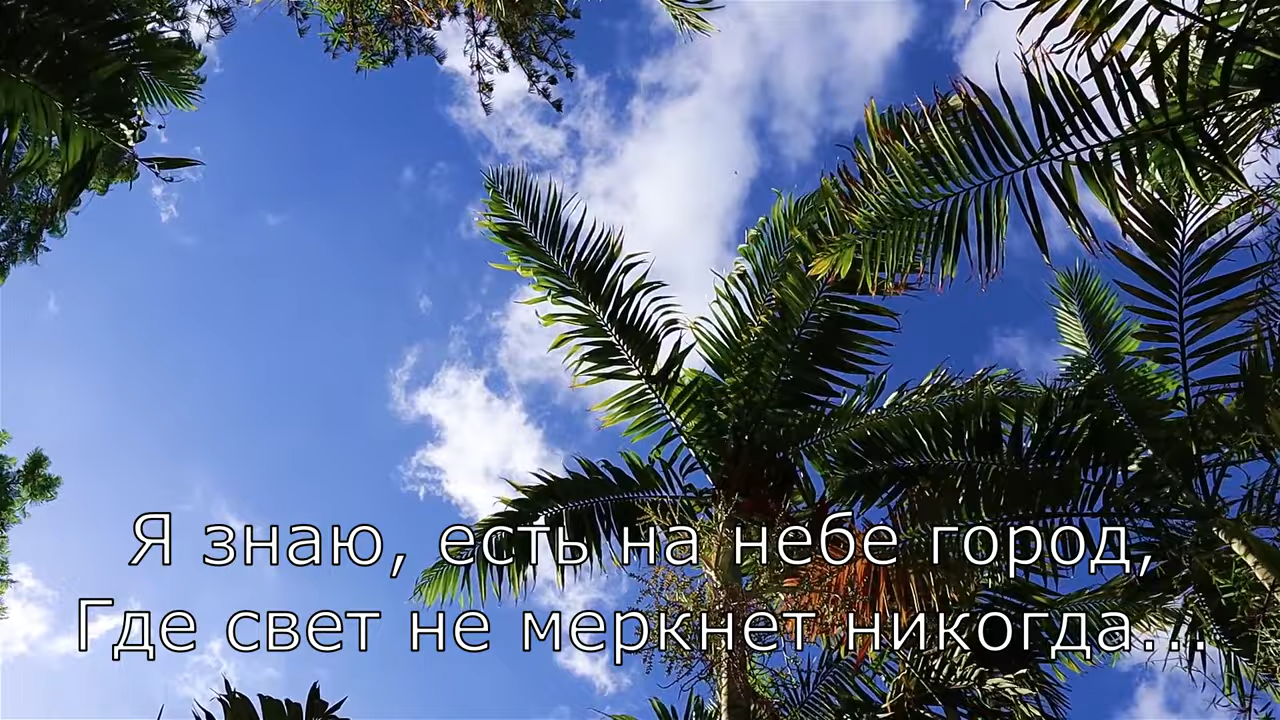 Я знаю, есть на небе город,
Где свет не меркнет никогда...